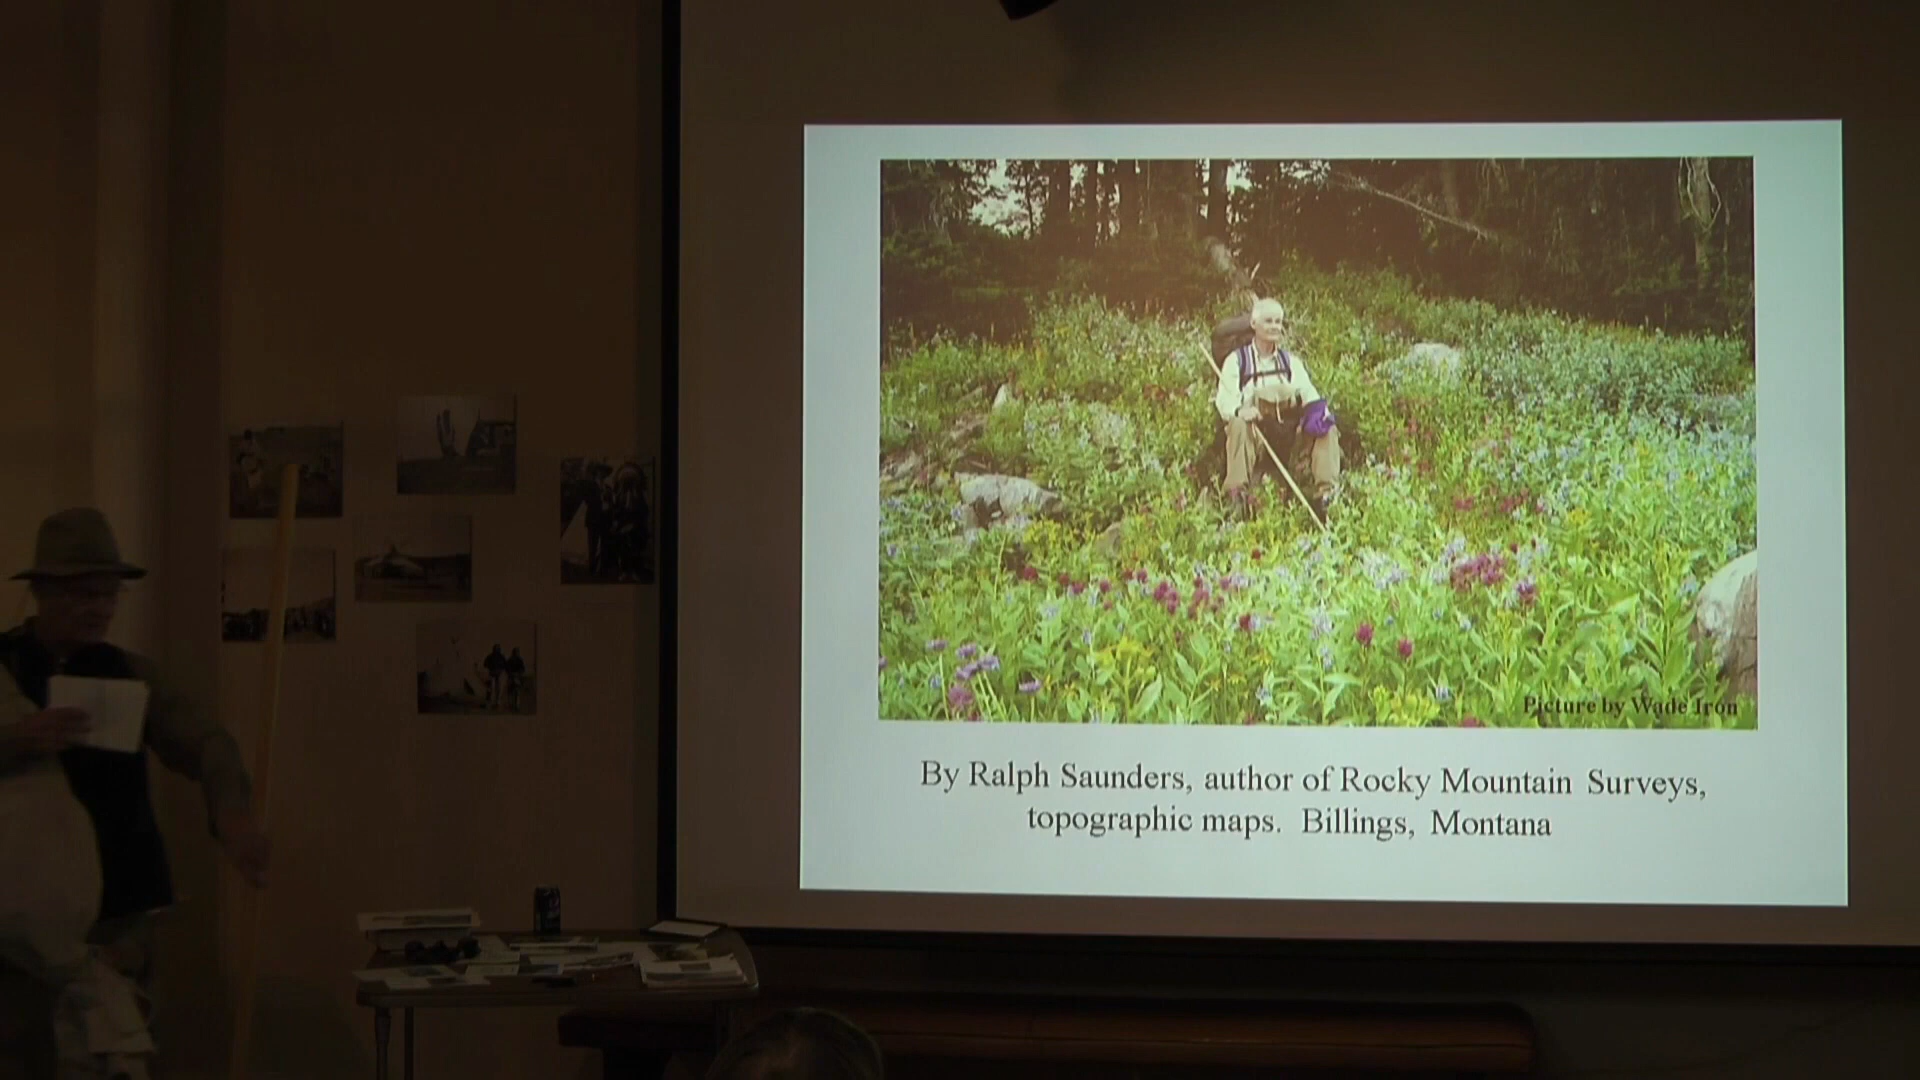 Picture by Wade Iron
By Ralph Saunders, author of Rocky Mountain Surveys,
topographic maps. Billings, Montana